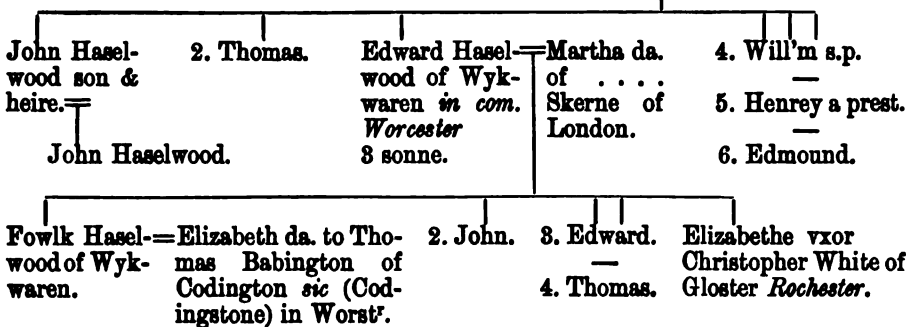 John Hasel-
wood son &
heire.=
John Haselwood.
2. Thomas.
Edward Hasel-=Martha da.
wood of Wyk-
waren in com.
Worcester
3 sonne.
of . . . .
Skerne of
London.
4. Will'm s.p.
—
5. Henrey a prest.
—
6. Edmound.
Fowlk Hasel-=Elizabeth da. to Tho-
wood of Wyk-
waren.
mas Babington of
Codington sic (Cod-
ingstone) in Worstr.
2. John.
3. Edward.
—
4. Thomas.
Elizabethe vxor
Christopher White of
Gloster Rochester.